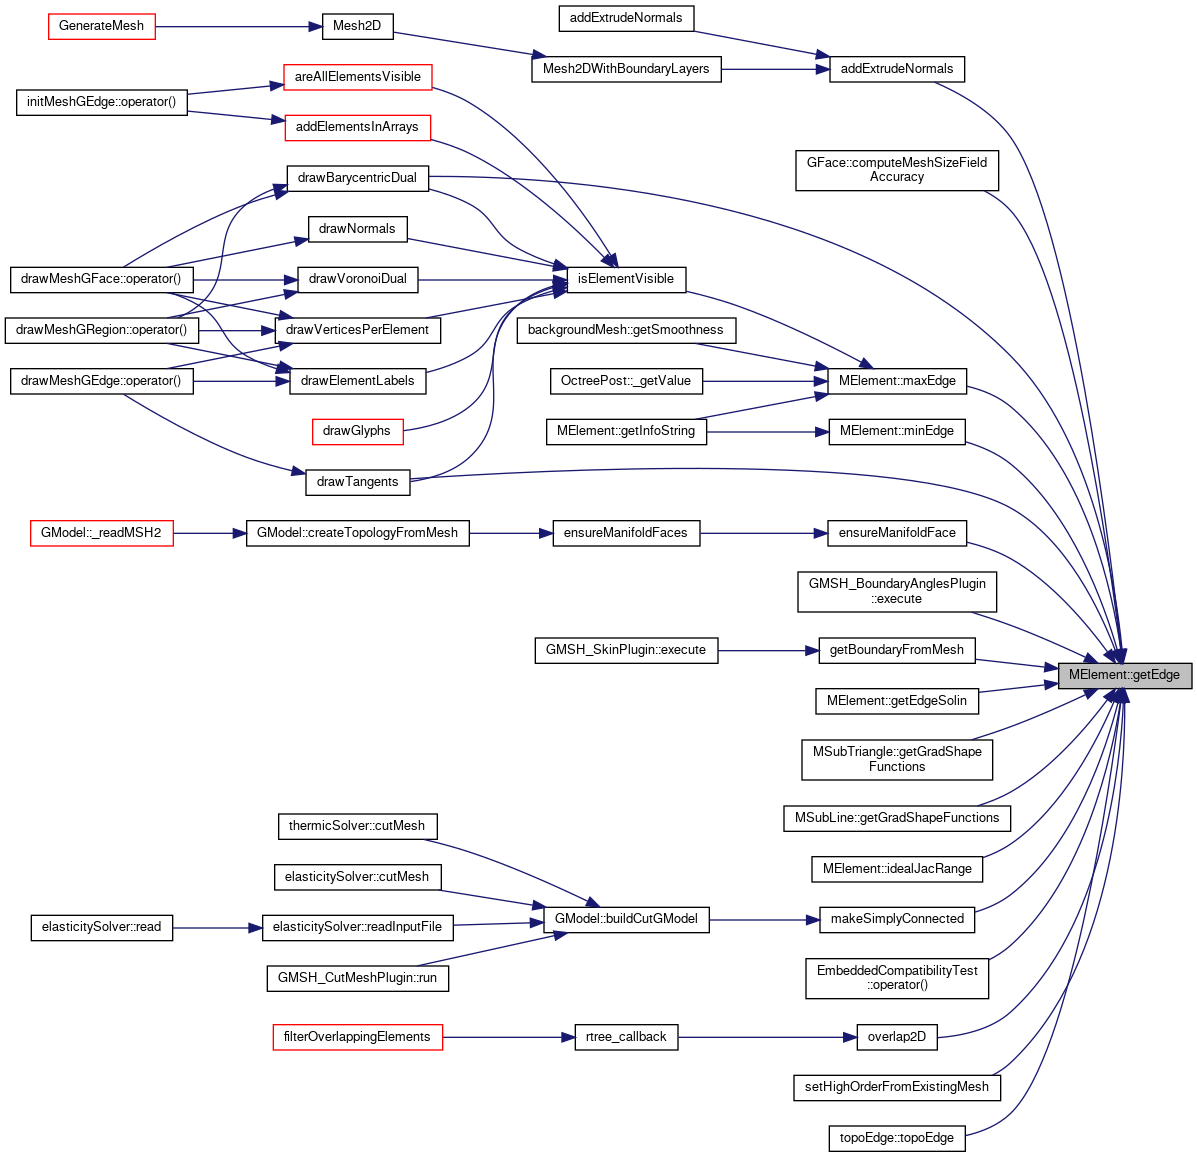 GenerateMesh
Mesh2D
addExtrudeNormals
Mesh2DWithBoundaryLayers
addExtrudeNormals
areAllElementsVisible
initMeshGEdge::operator()
addElementsInArrays
GFace::computeMeshSizeField
Accuracy
drawBarycentricDual
drawNormals
drawMeshGFace::operator()
drawVoronoiDual
isElementVisible
drawMeshGRegion::operator()
drawVerticesPerElement
backgroundMesh::getSmoothness
drawMeshGEdge::operator()
drawElementLabels
OctreePost::_getValue
MElement::maxEdge
drawGlyphs
MElement::getInfoString
MElement::minEdge
drawTangents
GModel::_readMSH2
GModel::createTopologyFromMesh
ensureManifoldFaces
ensureManifoldFace
GMSH_BoundaryAnglesPlugin
::execute
GMSH_SkinPlugin::execute
getBoundaryFromMesh
MElement::getEdge
MElement::getEdgeSolin
MSubTriangle::getGradShape
Functions
MSubLine::getGradShapeFunctions
thermicSolver::cutMesh
MElement::idealJacRange
elasticitySolver::cutMesh
elasticitySolver::read
elasticitySolver::readInputFile
GModel::buildCutGModel
makeSimplyConnected
GMSH_CutMeshPlugin::run
EmbeddedCompatibilityTest
::operator()
filterOverlappingElements
rtree_callback
overlap2D
setHighOrderFromExistingMesh
topoEdge::topoEdge